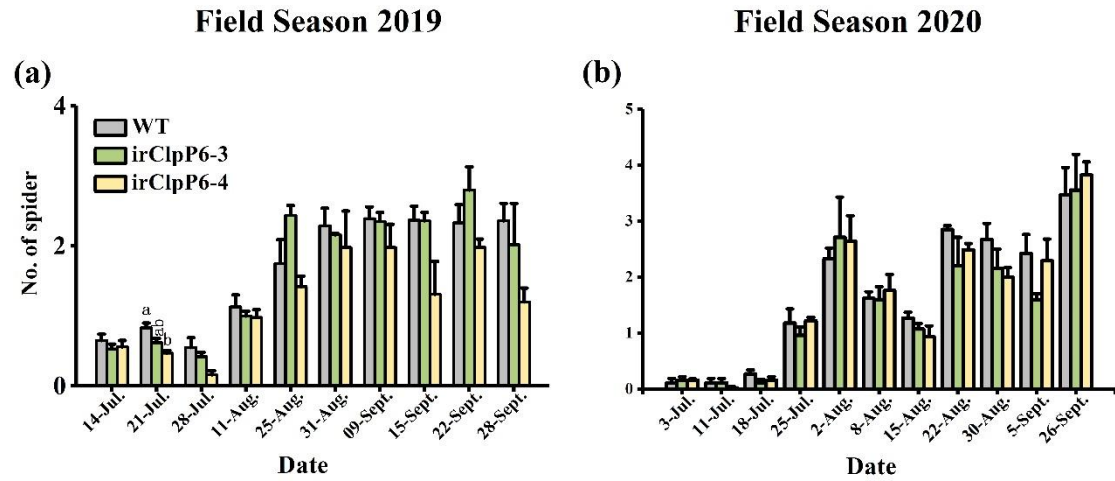 Field Season 2019
Field Season 2020
(a)
(b)
No. of spider
4
2
0
WT
irClpP6-3
irClpP6-4
a
ab
b
14-Jul.
21-Jul.
28-Jul.
11-Aug.
25-Aug.
31-Aug.
09-Sept.
15-Sept.
22-Sept.
28-Sept.
Date
5
4
3
2
1
0
3-Jul.
11-Jul.
18-Jul.
25-Jul.
2-Aug.
8-Aug.
15-Aug.
22-Aug.
30-Aug.
5-Sept.
26-Sept.
Date